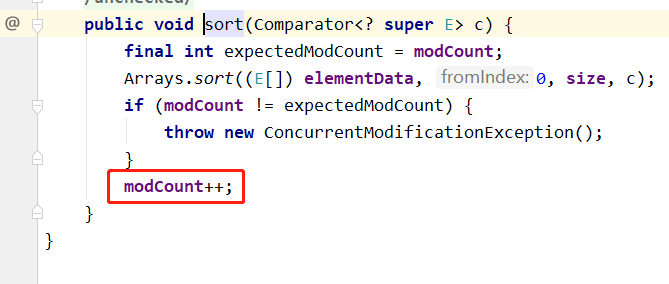 @ public void sort(Comparator<? super E> c) {
final int expectedModCount = modCount;
Arrays.sort((E[]) elementData, fromIndex: 0, size, c);
if (modCount != expectedModCount) {
throw new ConcurrentModificationException();
}
modCount++;
}
}